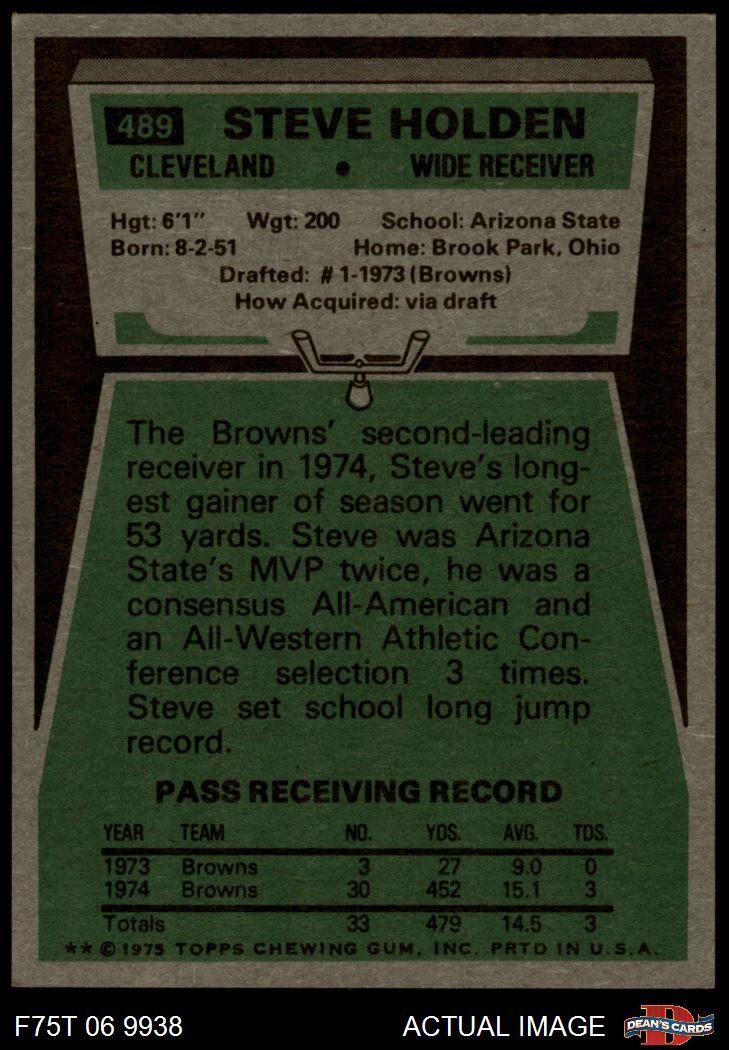 489 STEVE HOLDEN
CLEVELAND • WIDE RECEIVER
Hgt: 6'1" Wgt: 200 School: Arizona State
Born: 8-2-51 Home: Brook Park, Ohio
Drafted: #1-1973 (Browns)
How Acquired: via draft
The Browns' second-leading
receiver in 1974, Steve's long-
est gainer of season went for
53 yards. Steve was Arizona
State's MVP twice, he was a
consensus All-American and
an All-Western Athletic Con-
ference selection 3 times.
Steve set school long jump
record.
PASS RECEIVING RECORD
YEAR TEAM NO. YDS. AVG. TDS.
1973 Browns 3 27 9.0 0
1974 Browns 30 452 15.1 3
Totals 33 479 14.5 3
** © 1975 TOPPS CHEWING GUM, INC. PRTD IN U.S.A.
F75T 06 9938 ACTUAL IMAGE D DEAN'S CARDS